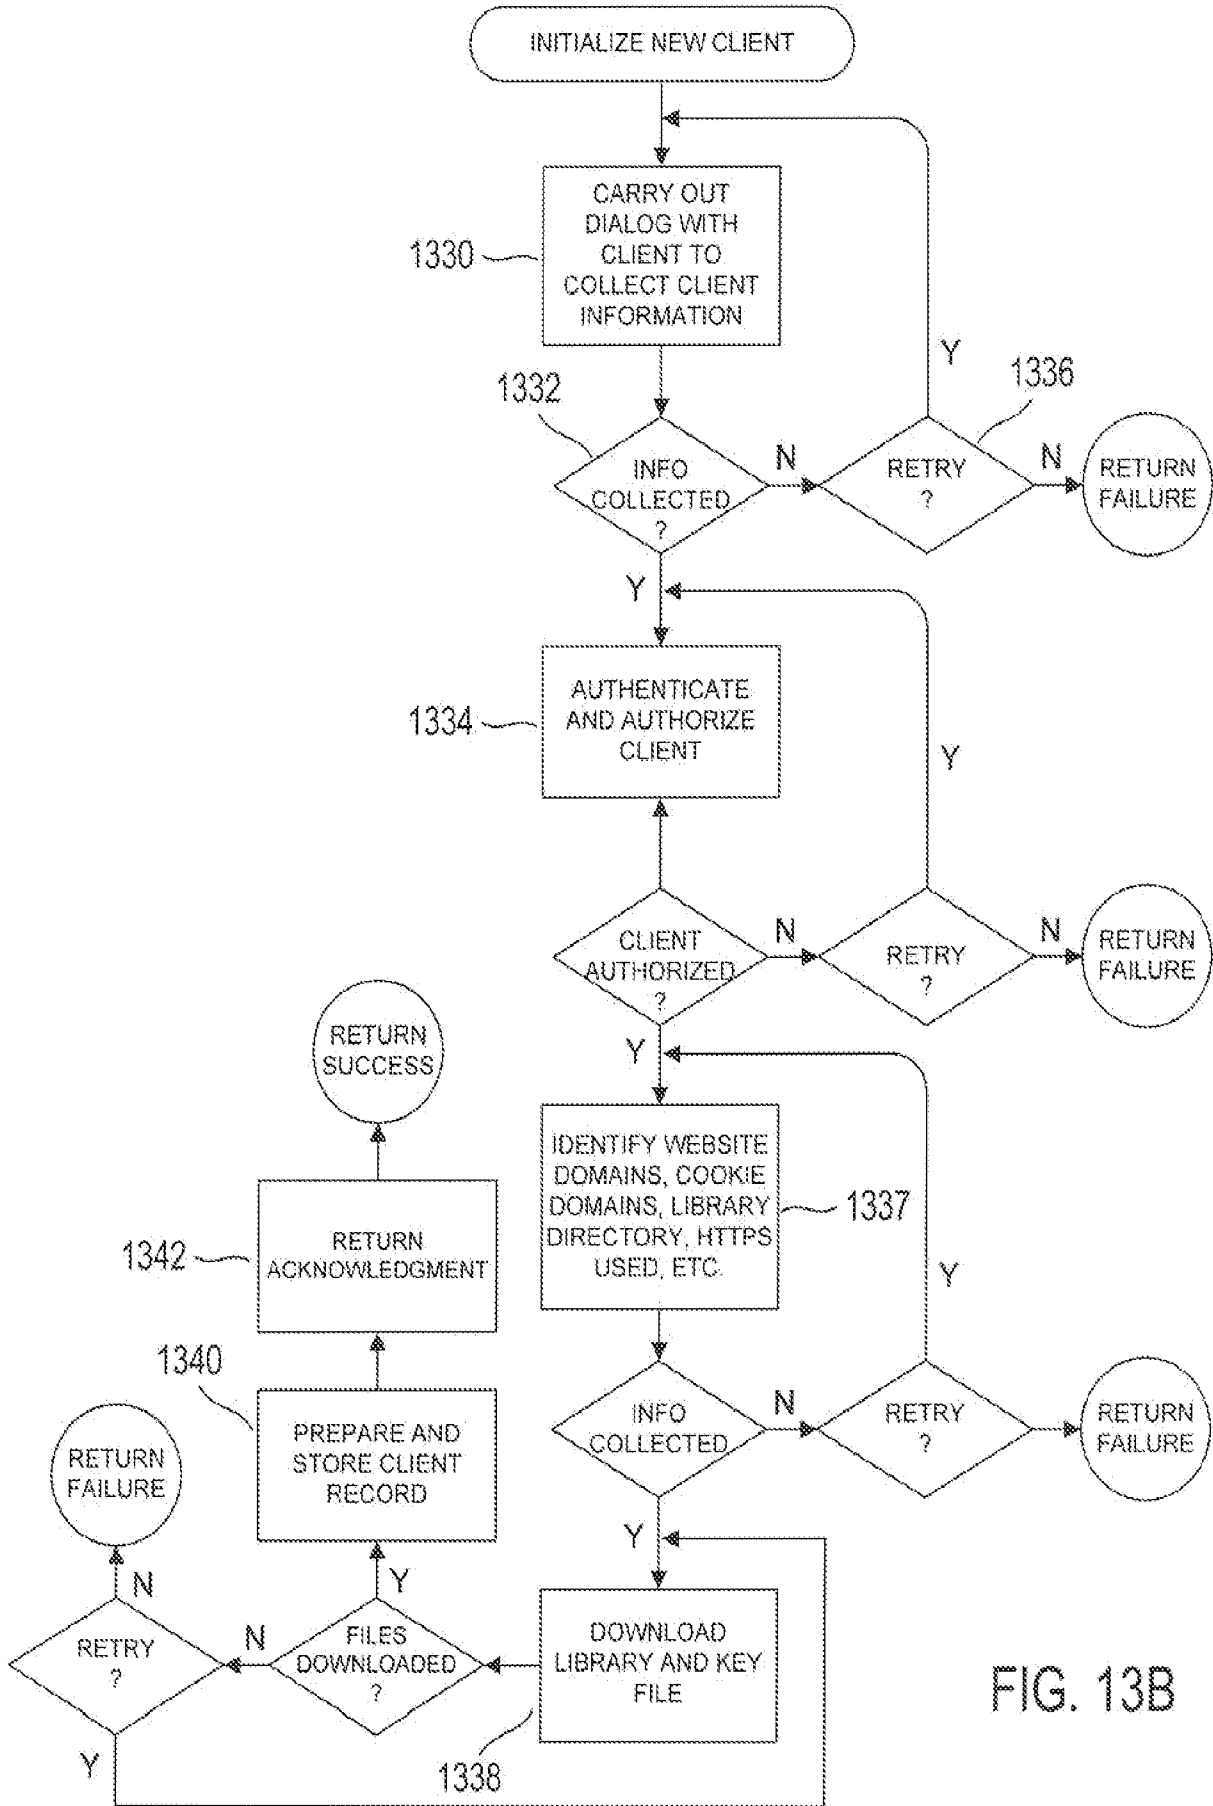 INITIALIZE NEW CLIENT
CARRY OUT
DIALOG WITH
CLIENT TO
COLLECT CLIENT
INFORMATION
1330
Y
1332
1336
INFO
COLLECTED
?
N
RETRY
?
N
RETURN
FAILURE
Y
AUTHENTICATE
AND AUTHORIZE
CLIENT
1334
Y
CLIENT
AUTHORIZED
?
N
RETRY
?
N
RETURN
FAILURE
Y
RETURN
SUCCESS
IDENTIFY WEBSITE
DOMAINS, COOKIE
DOMAINS, LIBRARY
DIRECTORY, HTTPS
USED, ETC.
1337
RETURN
ACKNOWLEDGMENT
1342
Y
1340
INFO
COLLECTED
N
RETRY
?
RETURN
FAILURE
PREPARE AND
STORE CLIENT
RECORD
RETURN
FAILURE
Y
N
Y
RETRY
?
N
FILES
DOWNLOADED
?
DOWNLOAD
LIBRARY AND KEY
FILE
Y
1338
FIG. 13B